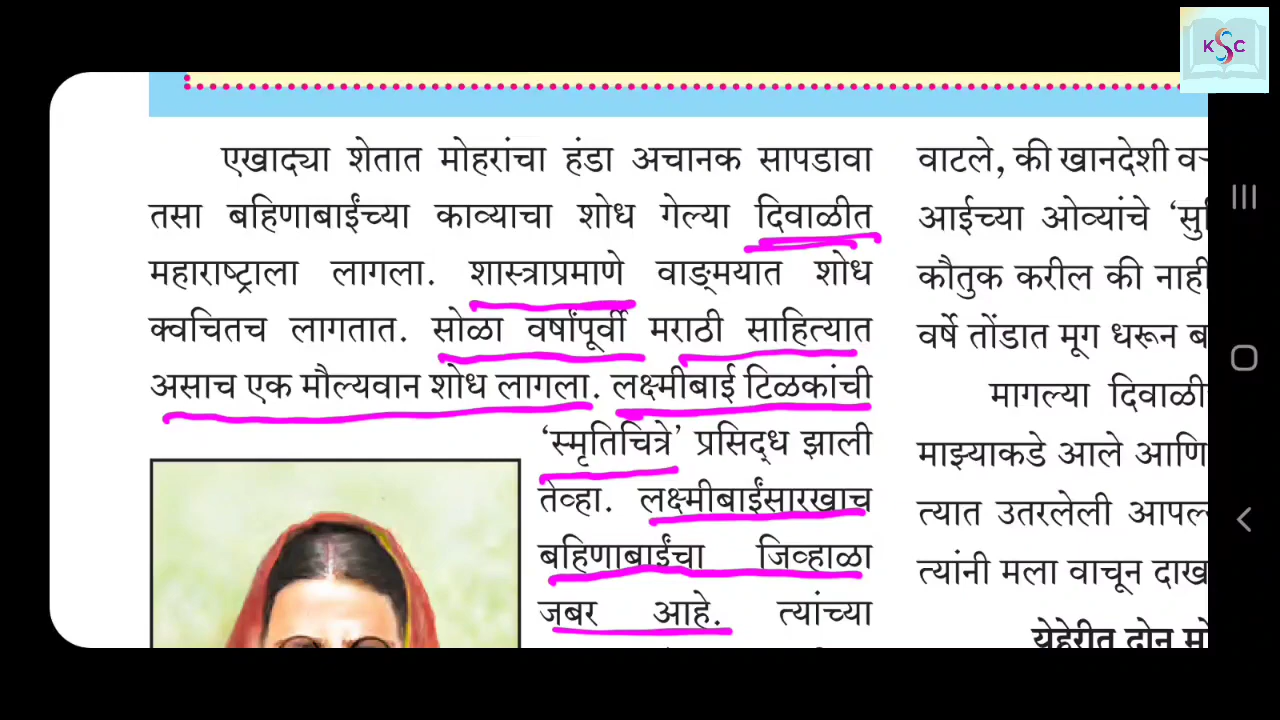 KSC
एखाद्या शेतात मोहरांचा हंडा अचानक सापडावा
तसा बहिणाबाईंच्या काव्याचा शोध गेल्या दिवाळीत
महाराष्ट्राला लागला. शास्त्राप्रमाणे वाङ्मयात शोध
क्वचितच लागतात. सोळा वर्षांपूर्वी मराठी साहित्यात
असाच एक मौल्यवान शोध लागला. लक्ष्मीबाई टिळकांची
‘स्मृतिचित्रे’ प्रसिद्ध झाली
तेव्हा. लक्ष्मीबाईंसारखाच
बहिणाबाईंचा जिव्हाळा
जबर आहे. त्यांच्या
वाटले, की खानदेशी
आईच्या ओव्यांचे
कौतुक करील की नाही
वर्षे तोंडात मूग धरून
मागल्या दिवाळी
माझ्याकडे आले आणि
त्यात उतरलेली
त्यांनी मला वाचून
येहेरीत दोन